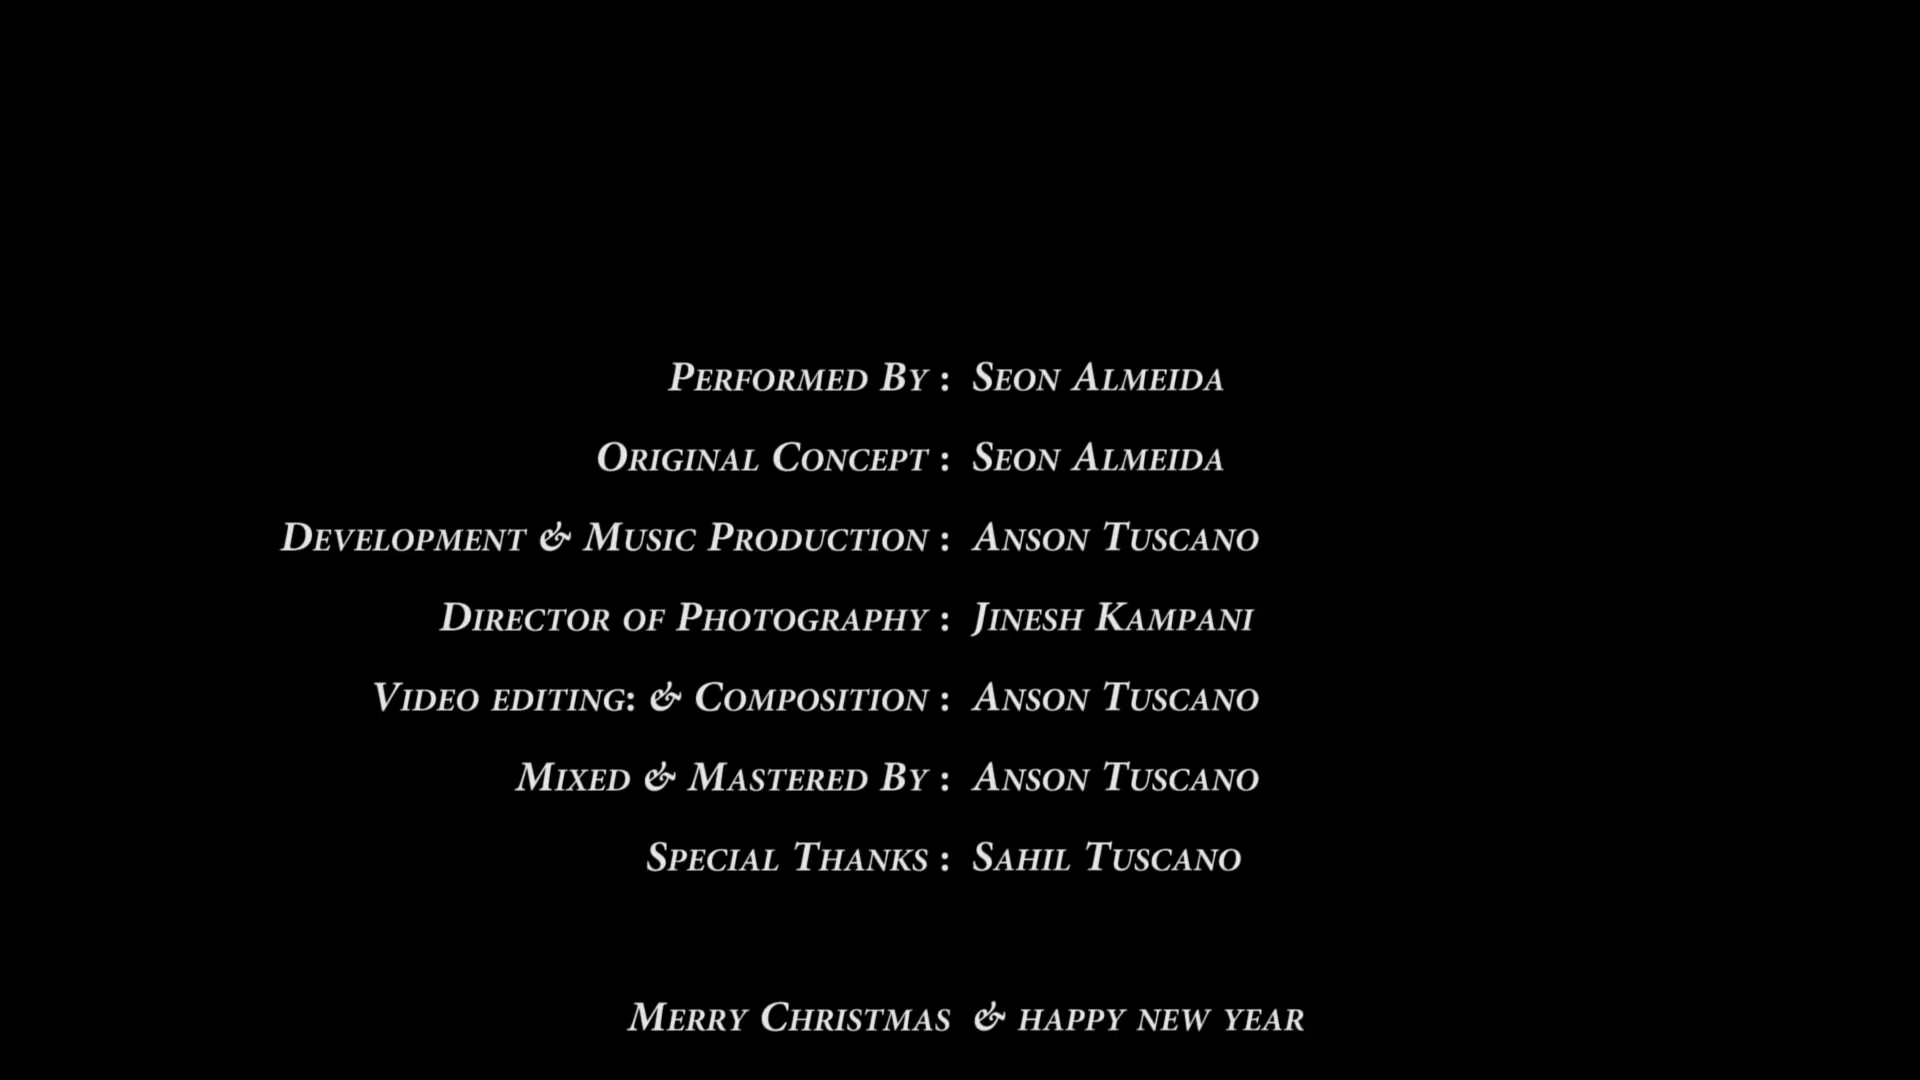 Performed By : Seon Almeida
Original Concept : Seon Almeida
Development & Music Production : Anson Tuscano
Director of Photography : Jinesh Kampani
Video editing: & Composition : Anson Tuscano
Mixed & Mastered By : Anson Tuscano
Special Thanks : Sahil Tuscano
Merry Christmas & happy new year